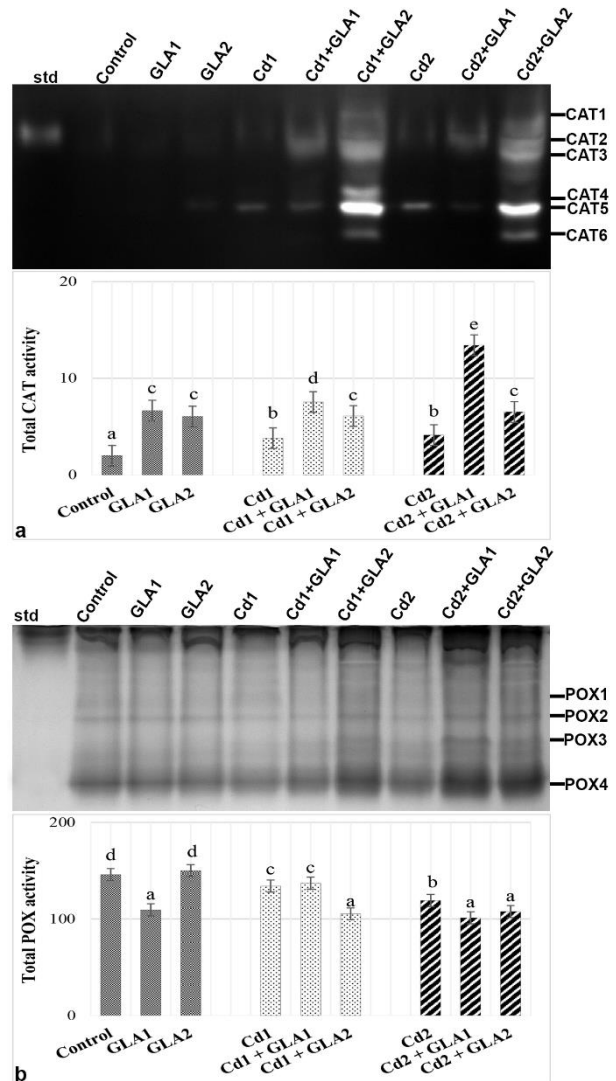 std Control GLA1 GLA2 Cd1 Cd1+GLA1 Cd1+GLA2 Cd2 Cd2+GLA1 Cd2+GLA2
CAT1
CAT2
CAT3
CAT4
CAT5
CAT6
Total CAT activity
20
10
0
a c c b d c b e c
Control GLA1 GLA2 Cd1 Cd1 + GLA1 Cd1 + GLA2 Cd2 Cd2 + GLA1 Cd2 + GLA2
a
std Control GLA1 GLA2 Cd1 Cd1+GLA1 Cd1+GLA2 Cd2 Cd2+GLA1 Cd2+GLA2
POX1
POX2
POX3
POX4
Total POX activity
200
100
0
d a d c c a b a a
Control GLA1 GLA2 Cd1 Cd1 + GLA1 Cd1 + GLA2 Cd2 Cd2 + GLA1 Cd2 + GLA2
b